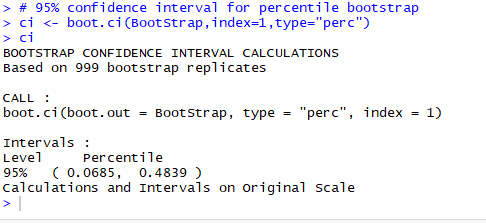 > # 95% confidence interval for percentile bootstrap
> ci <- boot.ci(BootStrap,index=1,type="perc")
> ci
BOOTSTRAP CONFIDENCE INTERVAL CALCULATIONS
Based on 999 bootstrap replicates
CALL :
boot.ci(boot.out = BootStrap, type = "perc", index = 1)
Intervals :
Level     Percentile
95%   ( 0.0685,  0.4839 )
Calculations and Intervals on Original Scale
>